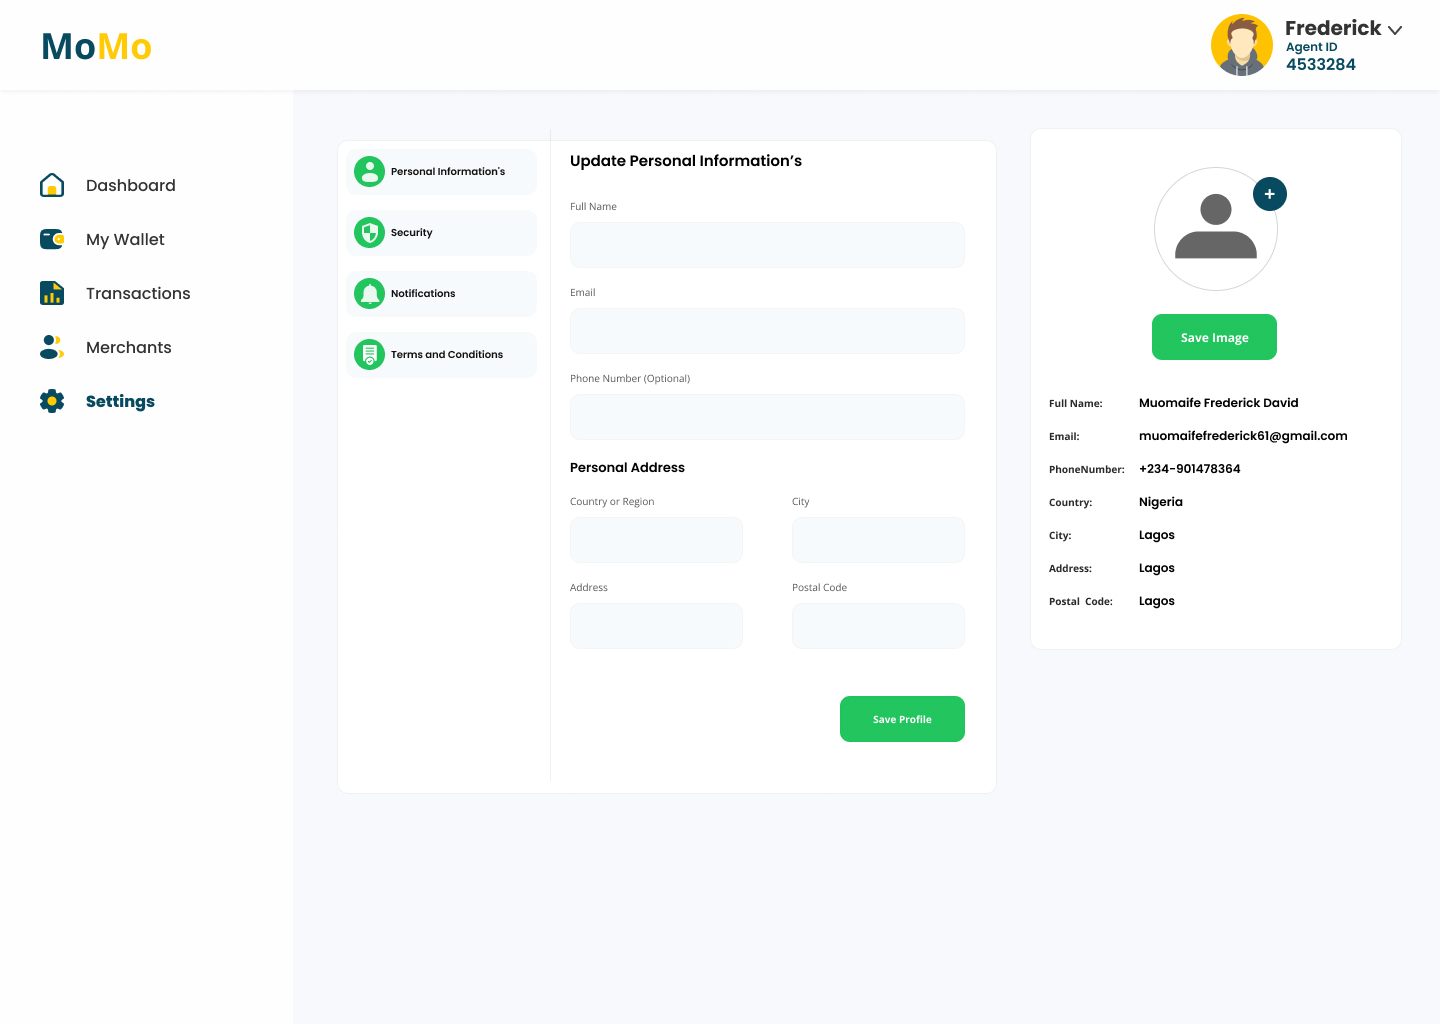 MoMo
Frederick
Agent ID
4533284
Dashboard
My Wallet
Transactions
Merchants
Settings
Personal Information's
Security
Notifications
Terms and Conditions
Update Personal Information’s
Full Name
Email
Phone Number (Optional)
Personal Address
Country or Region City
Address Postal Code
Save Profile
+
Save Image
Full Name: Muomaife Frederick David
Email: muomaifefrederick61@gmail.com
PhoneNumber: +234-901478364
Country: Nigeria
City: Lagos
Address: Lagos
Postal Code: Lagos